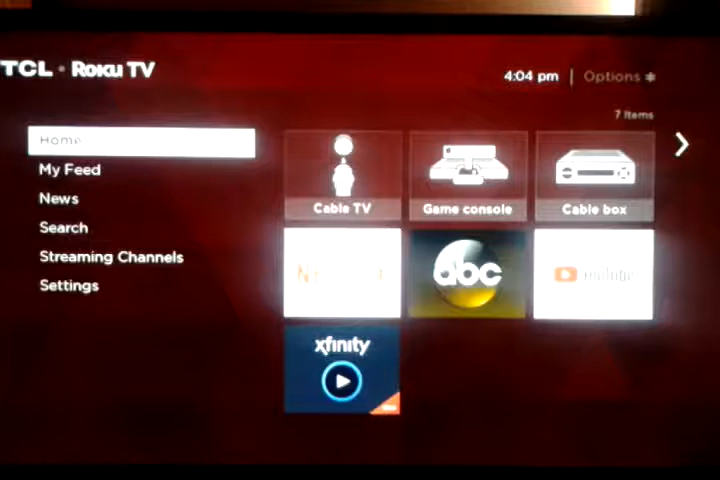 TCL • Roku TV
4:04 pm | Options ✱
7 Items
Home
My Feed
News
Search
Streaming Channels
Settings
Cable TV
Game console
Cable box
abc
YouTube
xfinity